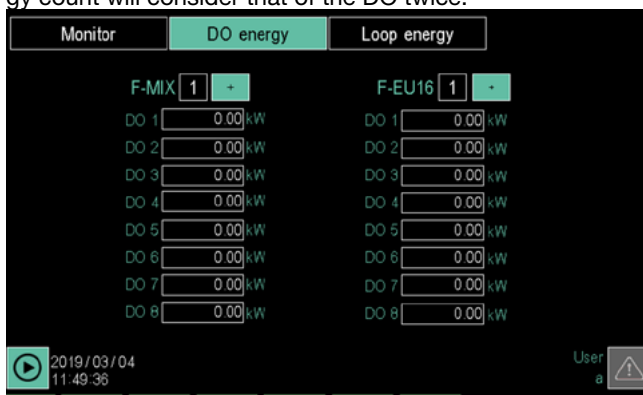 gy count will consider that of the DO twice.
Monitor DO energy Loop energy
F-MIX 1 + F-EU16 1 +
DO 1 0.00 kW DO 1 0.00 kW
DO 2 0.00 kW DO 2 0.00 kW
DO 3 0.00 kW DO 3 0.00 kW
DO 4 0.00 kW DO 4 0.00 kW
DO 5 0.00 kW DO 5 0.00 kW
DO 6 0.00 kW DO 6 0.00 kW
DO 7 0.00 kW DO 7 0.00 kW
DO 8 0.00 kW DO 8 0.00 kW
2019/03/04 User
11:49:36 a